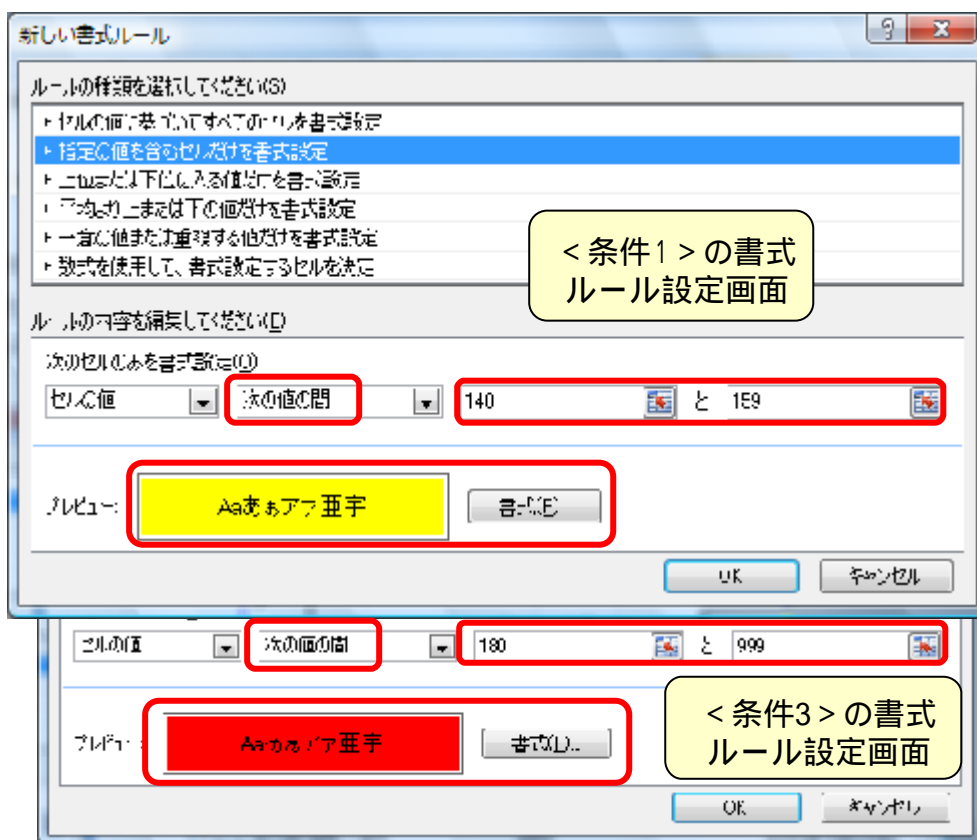 新しい書式ルール
ルールの種類を選択してください(S)
セルの値に基づいてすべてのセルを書式設定
指定の値を含むセルだけを書式設定
上位または下位に入る値だけを書式設定
平均より上または下の値だけを書式設定
一意の値または重複する値だけを書式設定
数式を使用して、書式設定するセルを決定
<条件1>の書式
ルール設定画面
ルールの内容を編集してください(E)
次のセルのみを書式設定(O)
セルの値 次の値の間 140 と 159
プレビュー: Aaあぁアァ亜宇 書式(F)
OK キャンセル
セルの値 次の値の間 180 と 999
<条件3>の書式
ルール設定画面
プレビュー: Aaあぁアァ亜宇
OK キャンセル